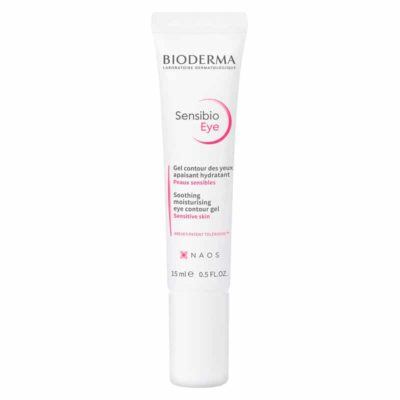 BIODERMA
LABORATOIRE DERMATOLOGIQUE
Sensibio
Eye
Gel contour des yeux
apaisant hydratant
Peaux sensibles
Soothing
moisturising
eye contour gel
Sensitive skin
NAOS
15 ml ℮ 0.5 FL.OZ.